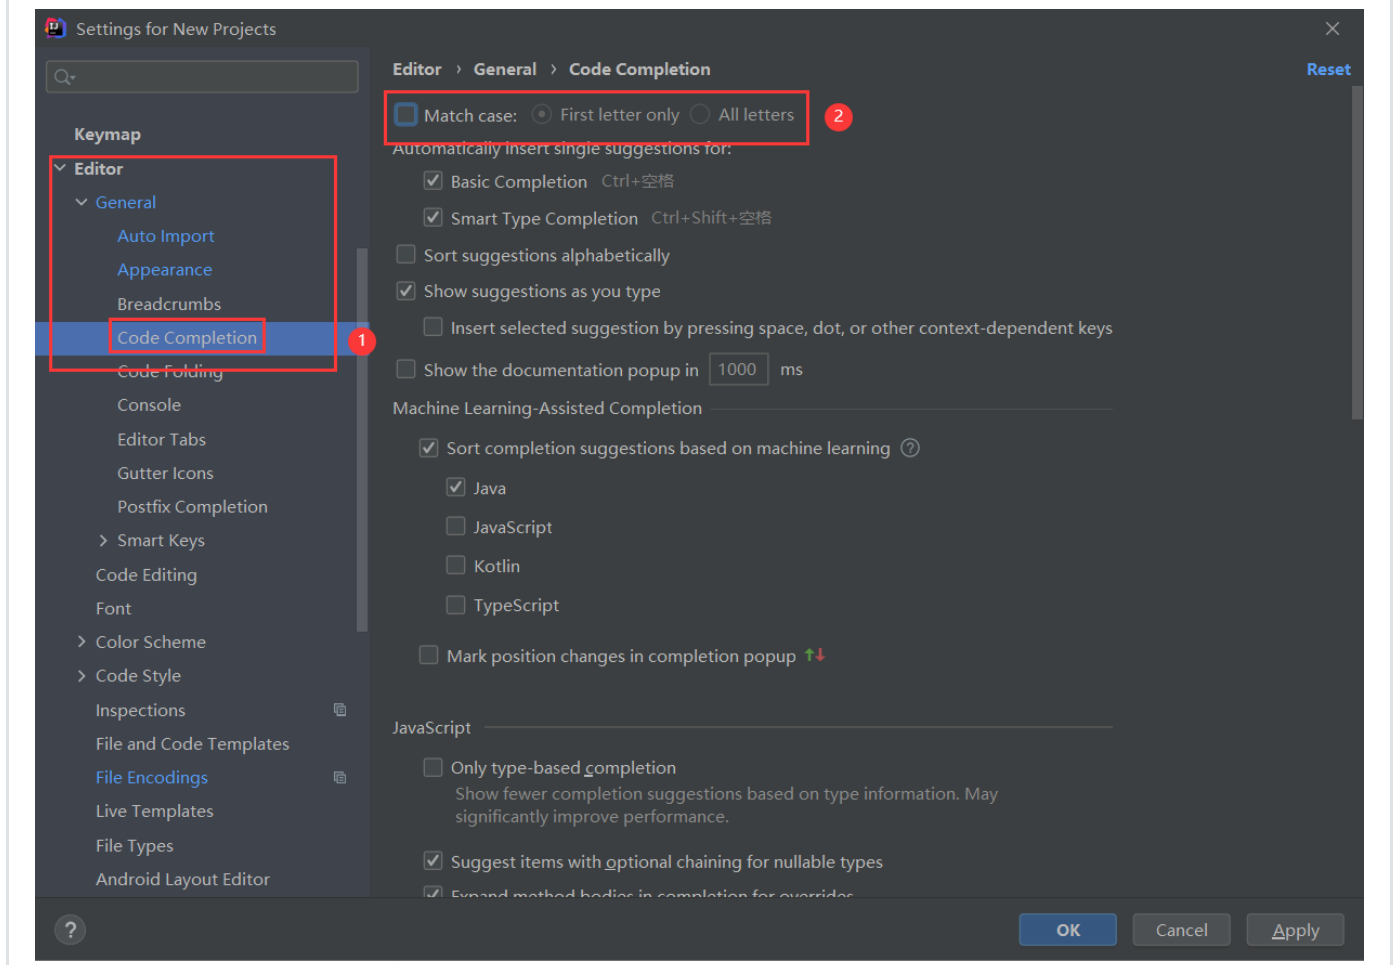 Settings for New Projects
Keymap
Editor
General
Auto Import
Appearance
Breadcrumbs
Code Completion
1
Code Folding
Console
Editor Tabs
Gutter Icons
Postfix Completion
Smart Keys
Code Editing
Font
Color Scheme
Code Style
Inspections
File and Code Templates
File Encodings
Live Templates
File Types
Android Layout Editor
Editor › General › Code Completion
Reset
Match case: First letter only All letters
2
Automatically insert single suggestions for:
Basic Completion Ctrl+空格
Smart Type Completion Ctrl+Shift+空格
Sort suggestions alphabetically
Show suggestions as you type
Insert selected suggestion by pressing space, dot, or other context-dependent keys
Show the documentation popup in 1000 ms
Machine Learning-Assisted Completion
Sort completion suggestions based on machine learning ?
Java
JavaScript
Kotlin
TypeScript
Mark position changes in completion popup
JavaScript
Only type-based completion
Show fewer completion suggestions based on type information. May
significantly improve performance.
Suggest items with optional chaining for nullable types
Expand method bodies in completion for overrides
?
OK
Cancel
Apply